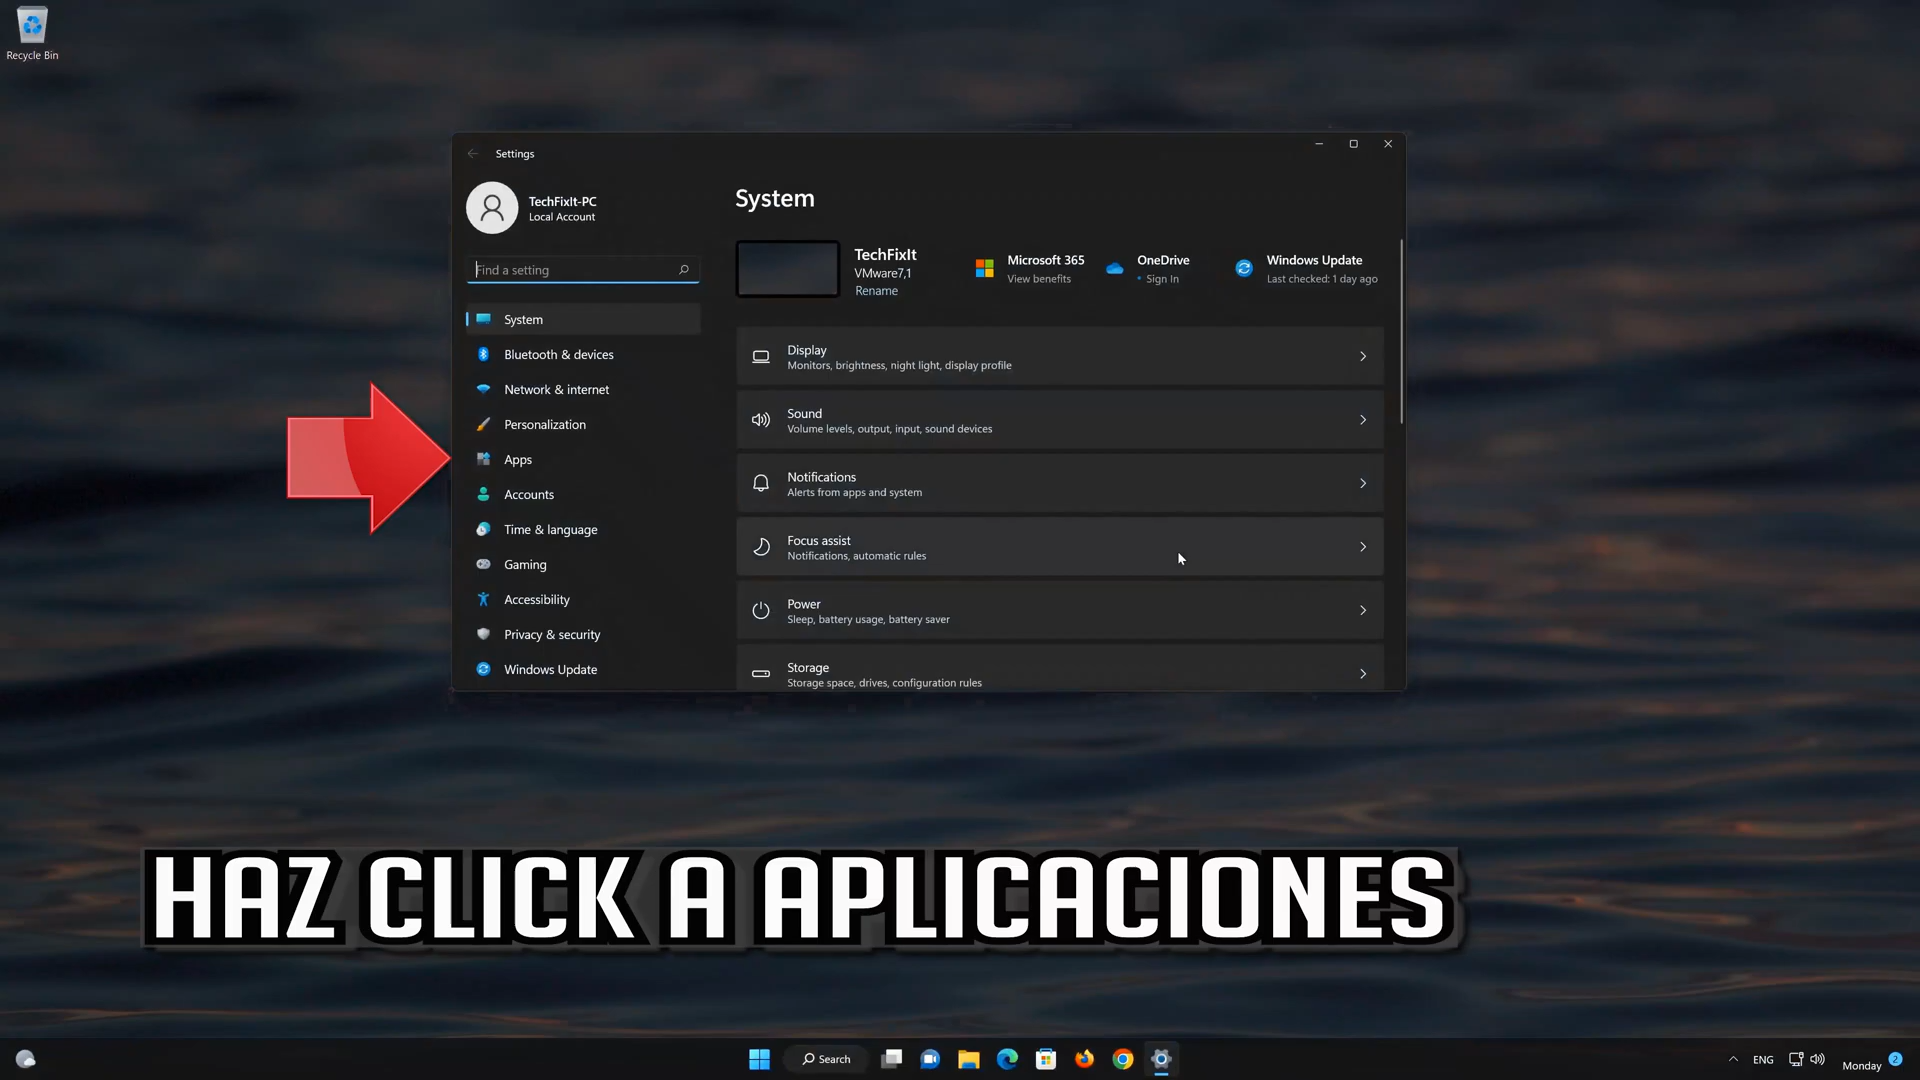 Recycle Bin
Settings
TechFixIt-PC
Local Account
Find a setting
System
Bluetooth & devices
Network & internet
Personalization
Apps
Accounts
Time & language
Gaming
Accessibility
Privacy & security
Windows Update
System
TechFixIt
VMware7,1
Rename
Microsoft 365
View benefits
OneDrive
• Sign In
Windows Update
Last checked: 1 day ago
Display
Monitors, brightness, night light, display profile
Sound
Volume levels, output, input, sound devices
Notifications
Alerts from apps and system
Focus assist
Notifications, automatic rules
Power
Sleep, battery usage, battery saver
Storage
Storage space, drives, configuration rules
HAZ CLICK A APLICACIONES
Search
ENG
Monday
2